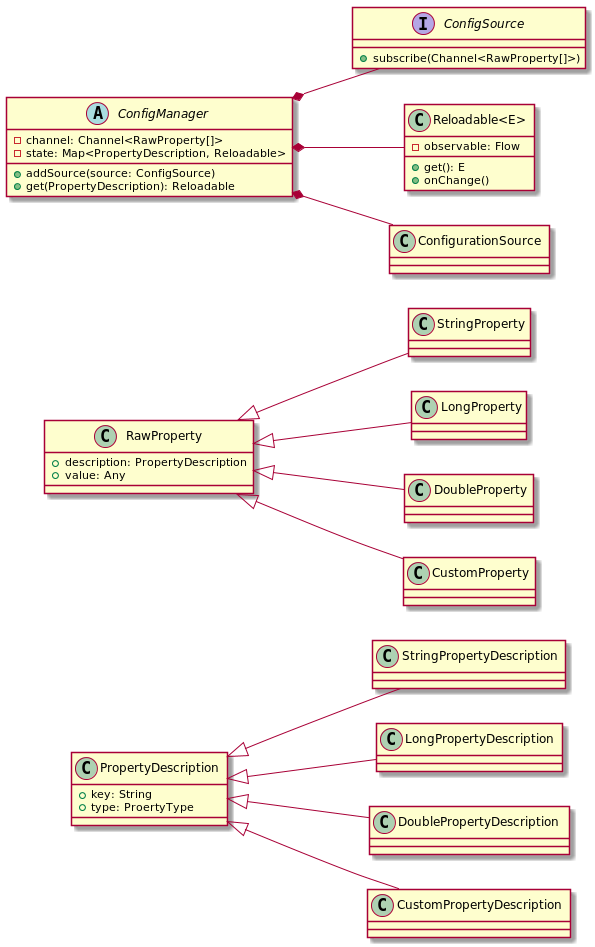 I ConfigSource
subscribe(Channel<RawProperty[]>)
A ConfigManager
channel: Channel<RawProperty[]>
state: Map<PropertyDescription, Reloadable>
addSource(source: ConfigSource)
get(PropertyDescription): Reloadable
C Reloadable<E>
observable: Flow
get(): E
onChange()
C ConfigurationSource
C StringProperty
C LongProperty
C RawProperty
description: PropertyDescription
value: Any
C DoubleProperty
C CustomProperty
C StringPropertyDescription
C LongPropertyDescription
C PropertyDescription
key: String
type: ProertyType
C DoublePropertyDescription
C CustomPropertyDescription